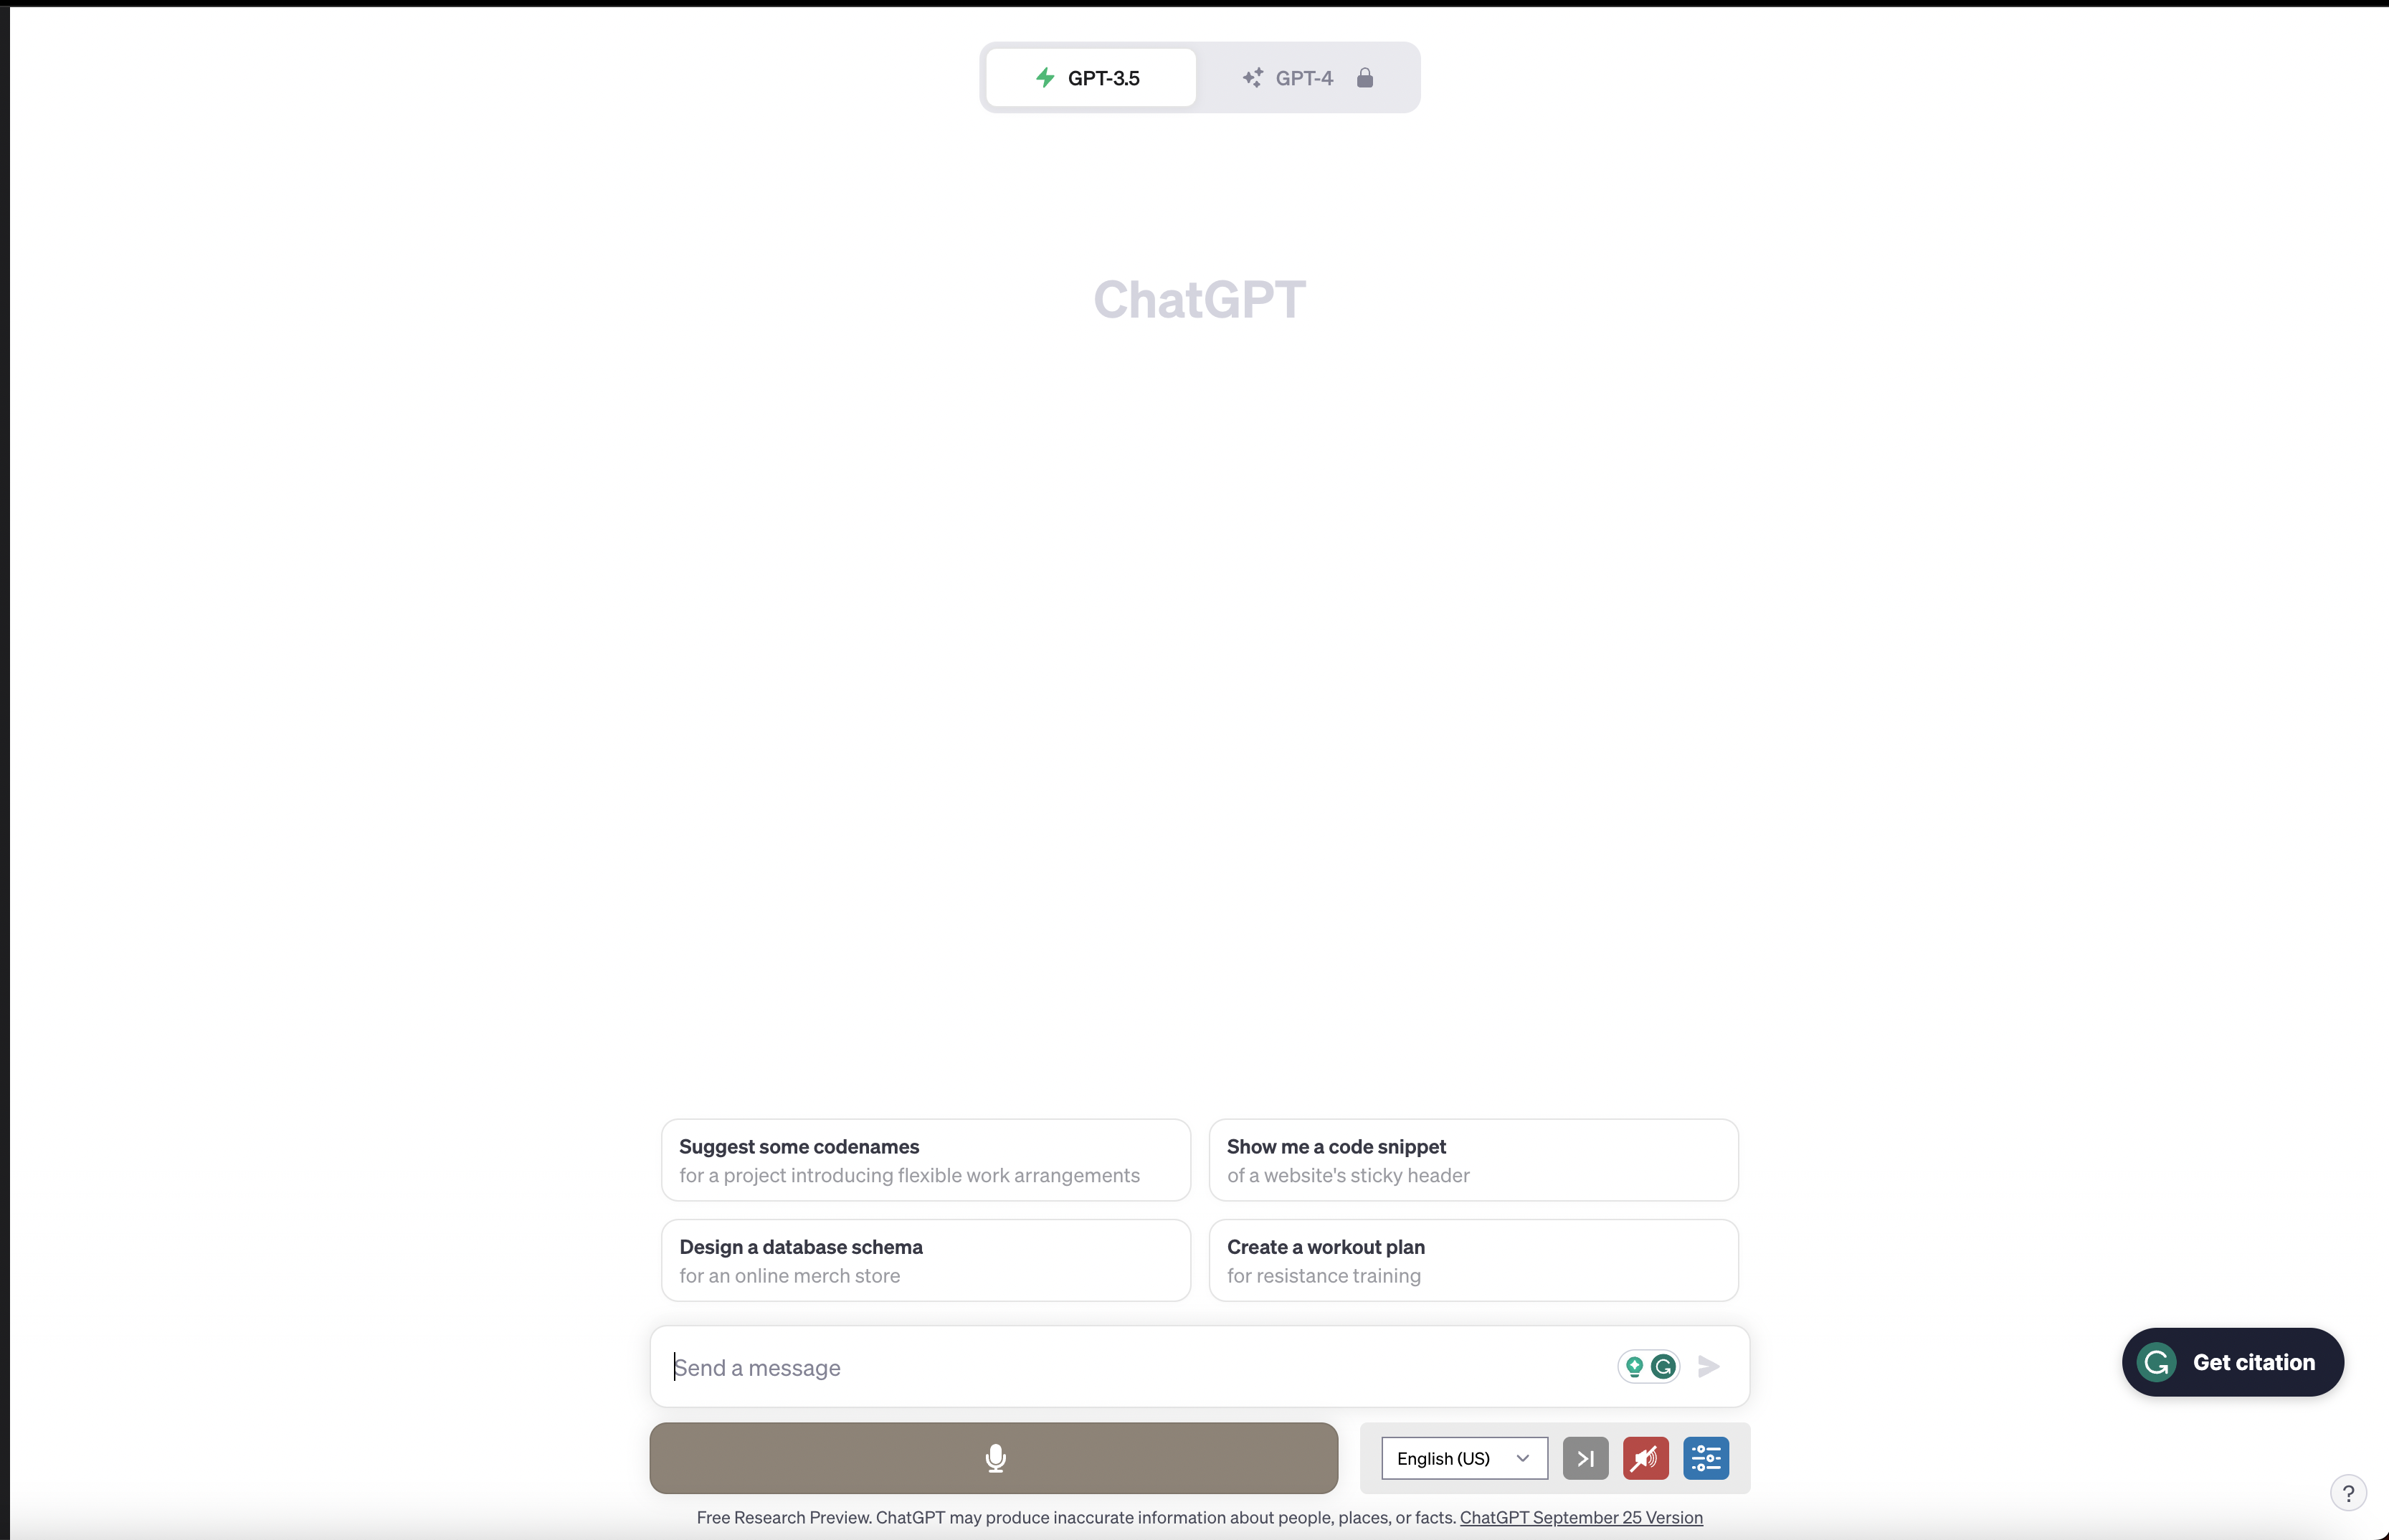 GPT-3.5
GPT-4
ChatGPT
Suggest some codenames
for a project introducing flexible work arrangements
Show me a code snippet
of a website's sticky header
Design a database schema
for an online merch store
Create a workout plan
for resistance training
Send a message
Get citation
English (US)
?
Free Research Preview. ChatGPT may produce inaccurate information about people, places, or facts. ChatGPT September 25 Version